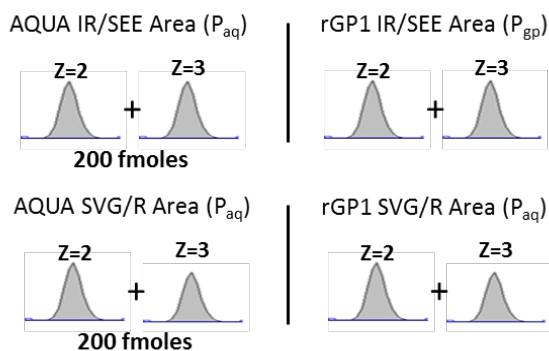 AQUA IR/SEE Area (Paq)
rGP1 IR/SEE Area (Pgp)
Z=2 + Z=3
Z=2 + Z=3
200 fmoles
AQUA SVG/R Area (Paq)
rGP1 SVG/R Area (Paq)
Z=2 + Z=3
Z=2 + Z=3
200 fmoles